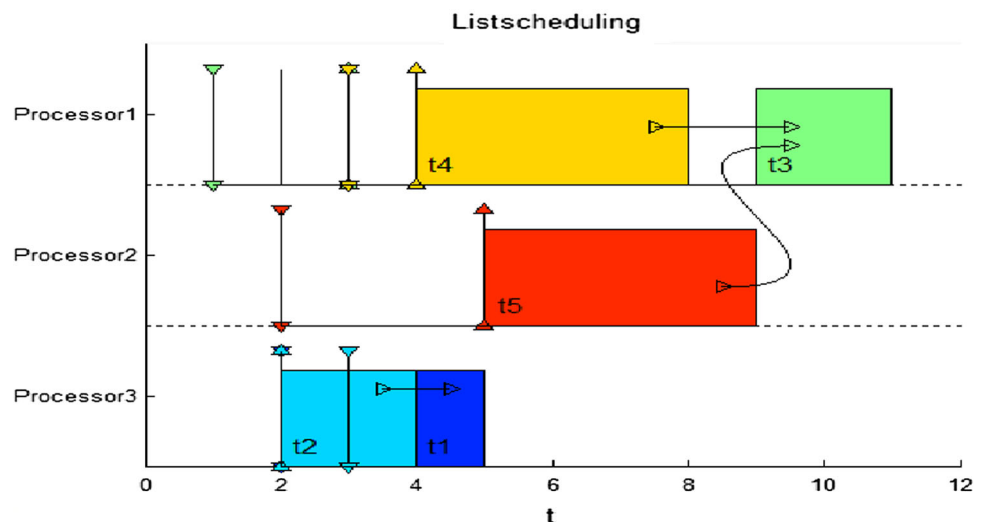 Listscheduling
Processor1
t4
t3
Processor2
t5
Processor3
t2
t1
0 2 4 6 8 10 12
t